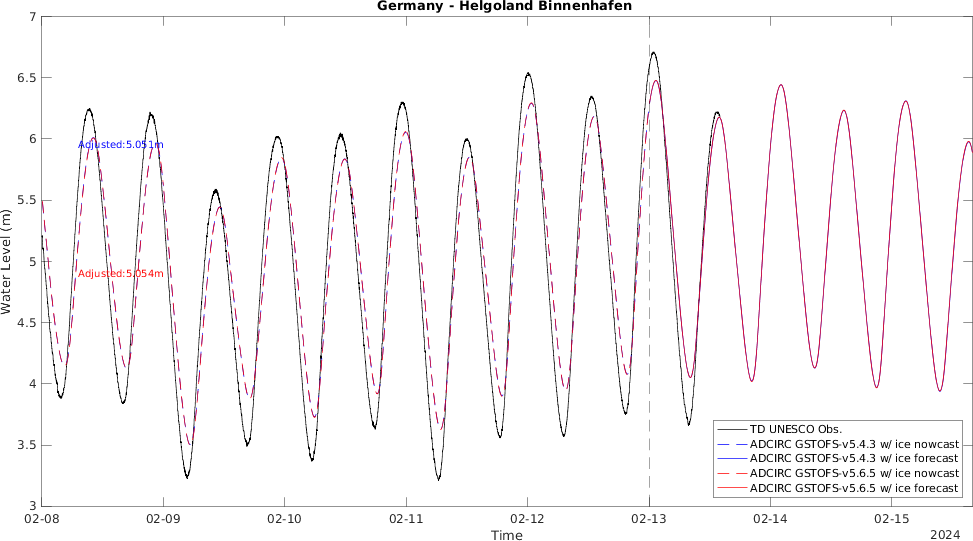 Germany - Helgoland Binnenhafen
7
6.5
6
5.5
5
4.5
4
3.5
3
Water Level (m)
Adjusted:5.051m
Adjusted:5.054m
TD UNESCO Obs.
ADCIRC GSTOFS-v5.4.3 w/ ice nowcast
ADCIRC GSTOFS-v5.4.3 w/ ice forecast
ADCIRC GSTOFS-v5.6.5 w/ ice nowcast
ADCIRC GSTOFS-v5.6.5 w/ ice forecast
02-08 02-09 02-10 02-11 02-12 02-13 02-14 02-15
Time
2024